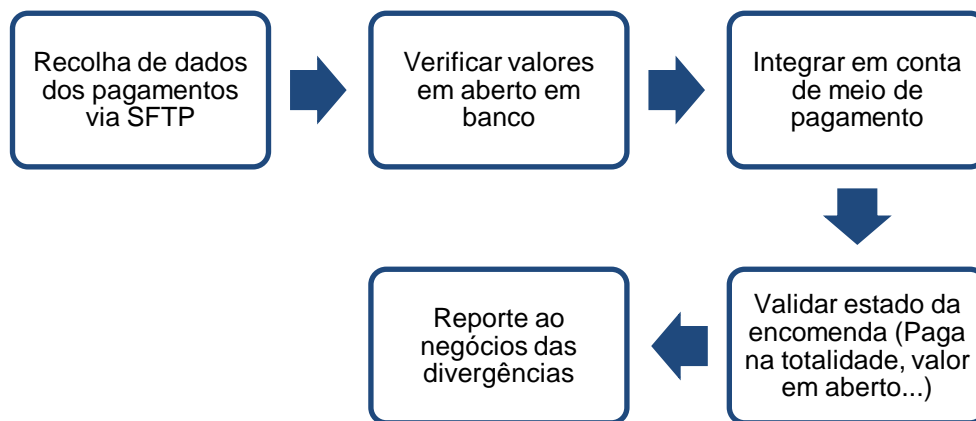 Recolha de dados
dos pagamentos
via SFTP
Verificar valores
em aberto em
banco
Integrar em conta
de meio de
pagamento
Validar estado da
encomenda (Paga
na totalidade, valor
em aberto...)
Reporte ao
negócios das
divergências